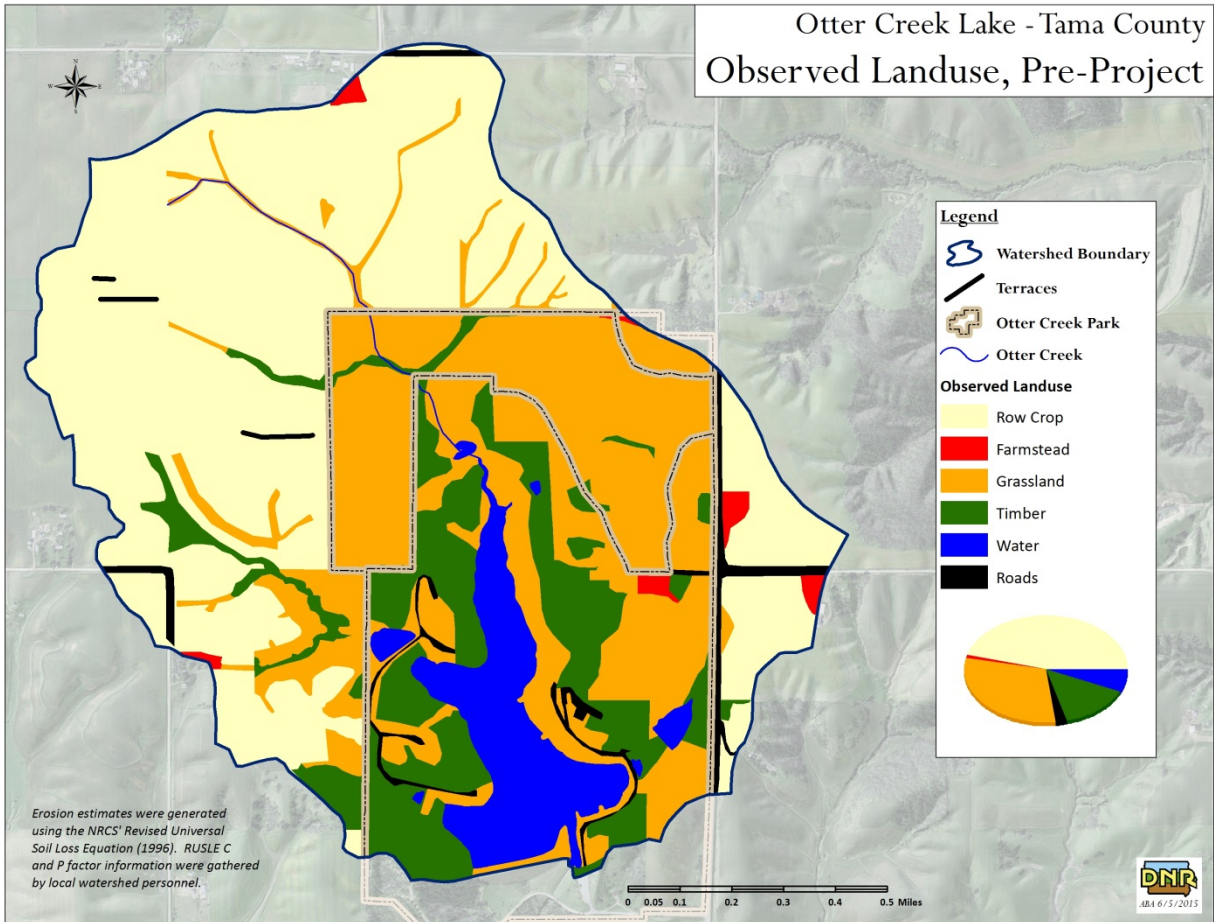 Otter Creek Lake - Tama County
Observed Landuse, Pre-Project
N
W
E
S
Legend
Watershed Boundary
Terraces
Otter Creek Park
Otter Creek
Observed Landuse
Row Crop
Farmstead
Grassland
Timber
Water
Roads
Erosion estimates were generated
using the NRCS' Revised Universal
Soil Loss Equation (1996). RUSLE C
and P factor information were gathered
by local watershed personnel.
0 0.05 0.1 0.2 0.3 0.4 0.5 Miles
DNR
ABA 6/5/2015